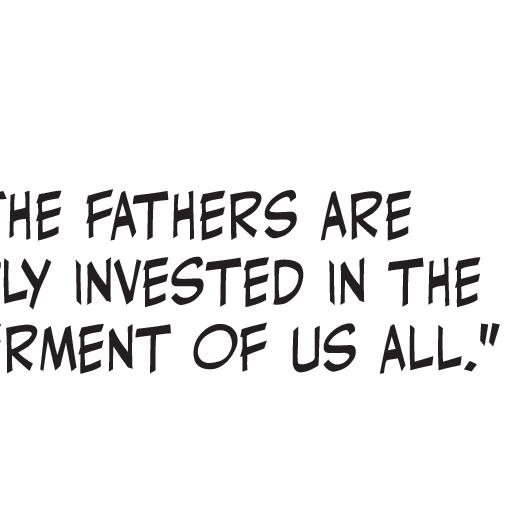 THE FATHERS ARE
INVESTED IN THE
OF US ALL."